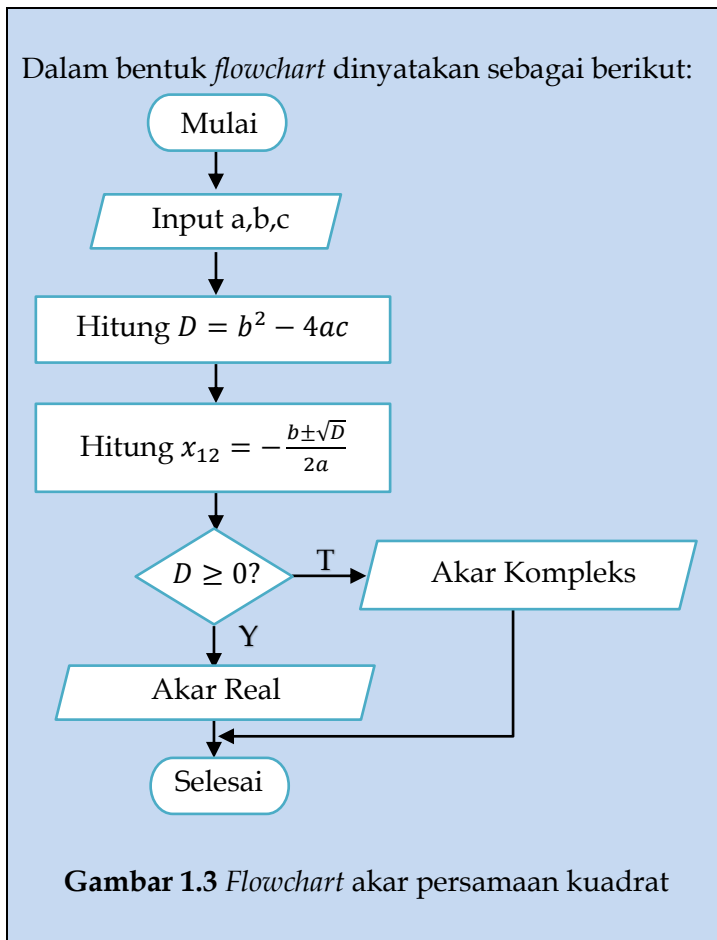 Dalam bentuk flowchart dinyatakan sebagai berikut:
Mulai
Input a,b,c
Hitung 𝐷 = 𝑏² − 4𝑎𝑐
Hitung 𝑥₁₂ = −(𝑏±√𝐷)/(2𝑎)
𝐷 ≥ 0?
T
Akar Kompleks
Y
Akar Real
Selesai
Gambar 1.3 Flowchart akar persamaan kuadrat